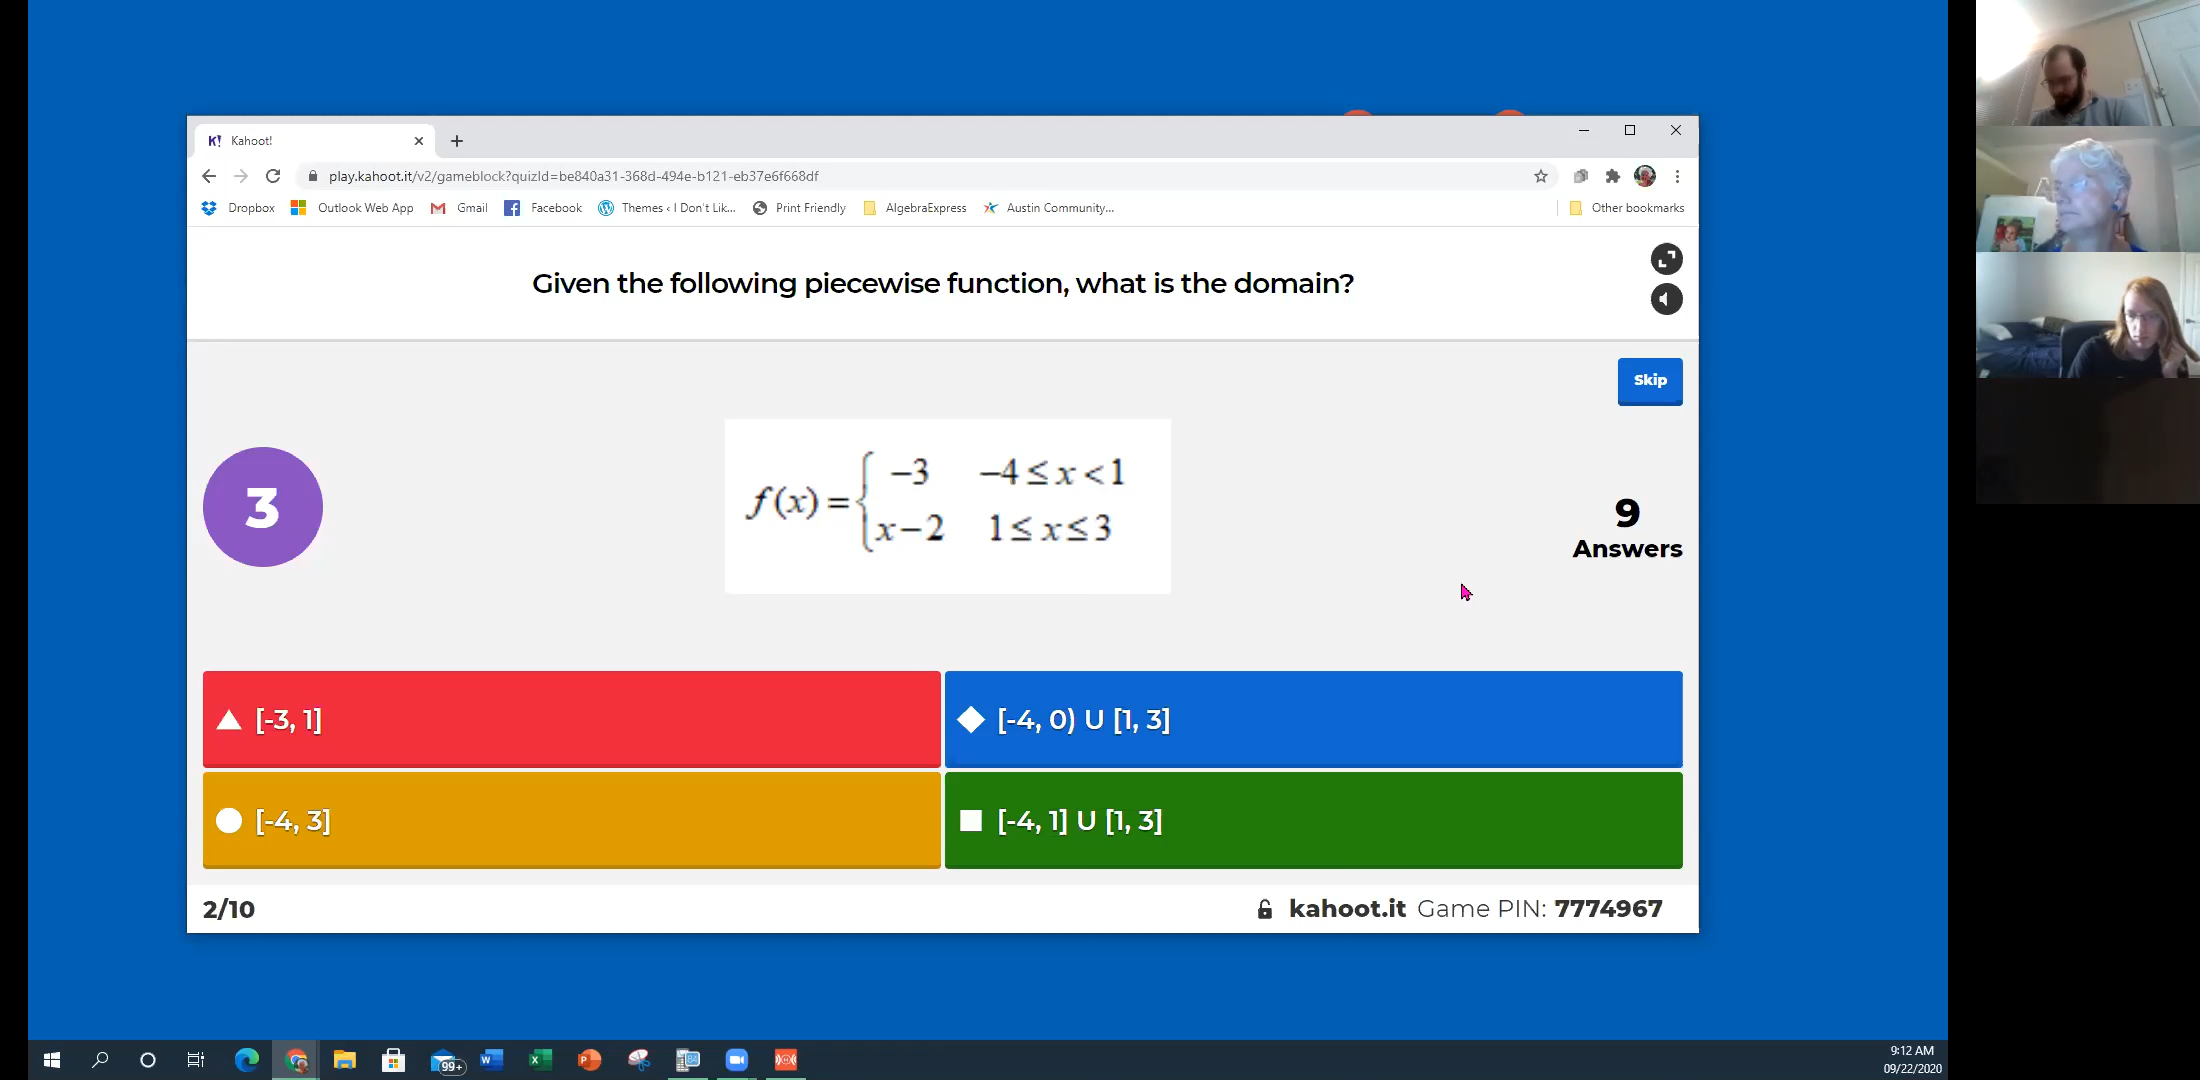 K! Kahoot!
play.kahoot.it/v2/gameblock?quizId=be840a31-368d-494e-b121-eb37e6f668df
Dropbox Outlook Web App Gmail Facebook Themes ‹ I Don't Lik... Print Friendly AlgebraExpress Austin Community... Other bookmarks
Given the following piecewise function, what is the domain?
Skip
3
f(x) = { −3 −4 ≤ x < 1
x − 2 1 ≤ x ≤ 3
9
Answers
[-3, 1]
[-4, 0) U [1, 3]
[-4, 3]
[-4, 1] U [1, 3]
2/10
kahoot.it Game PIN: 7774967
99+
9:12 AM
09/22/2020